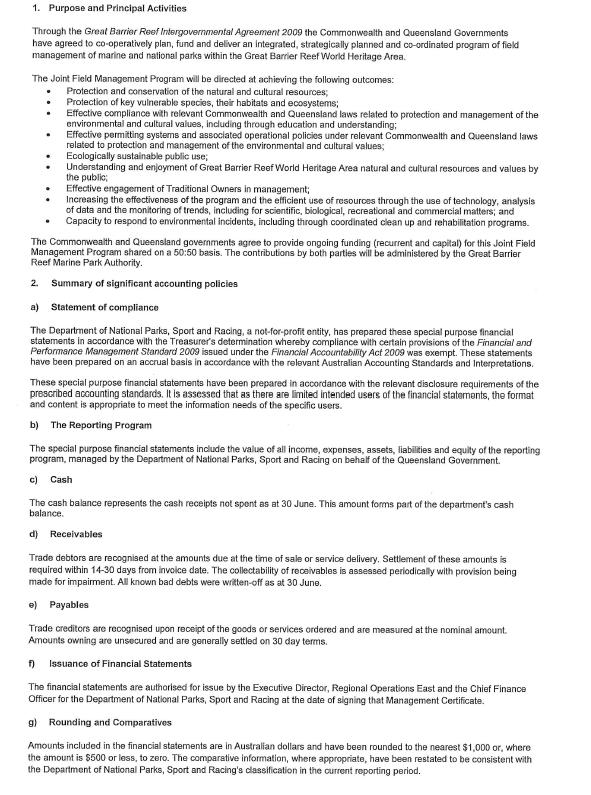 1. Purpose and Principal Activities
Through the Great Barrier Reef Intergovernmental Agreement 2009 the Commonwealth and Queensland Governments
have agreed to co-operatively plan, fund and deliver an integrated, strategically planned and co-ordinated program of field
management of marine and national parks within the Great Barrier Reef World Heritage Area.
The Joint Field Management Program will be directed at achieving the following outcomes:
• Protection and conservation of the natural and cultural resources;
• Protection of key vulnerable species, their habitats and ecosystems;
• Effective compliance with relevant Commonwealth and Queensland laws related to protection and management of the
environmental and cultural values, including through education and understanding;
• Effective permitting systems and associated operational policies under relevant Commonwealth and Queensland laws
related to protection and management of the environmental and cultural values;
• Ecologically sustainable public use;
• Understanding and enjoyment of Great Barrier Reef World Heritage Area natural and cultural resources and values by
the public;
• Effective engagement of Traditional Owners in management;
• Increasing the effectiveness of the program and the efficient use of resources through the use of technology, analysis
of data and the monitoring of trends, including for scientific, biological, recreational and commercial matters; and
• Capacity to respond to environmental incidents, including through coordinated clean up and rehabilitation programs.
The Commonwealth and Queensland governments agree to provide ongoing funding (recurrent and capital) for this Joint Field
Management Program shared on a 50:50 basis. The contributions by both parties will be administered by the Great Barrier
Reef Marine Park Authority.
2. Summary of significant accounting policies
a) Statement of compliance
The Department of National Parks, Sport and Racing, a not-for-profit entity, has prepared these special purpose financial
statements in accordance with the Treasurer's determination whereby compliance with certain provisions of the Financial and
Performance Management Standard 2009 issued under the Financial Accountability Act 2009 was exempt. These statements
have been prepared on an accrual basis in accordance with the relevant Australian Accounting Standards and Interpretations.
These special purpose financial statements have been prepared in accordance with the relevant disclosure requirements of the
prescribed accounting standards. It is assessed that as there are limited intended users of the financial statements, the format
and content is appropriate to meet the information needs of the specific users.
b) The Reporting Program
The special purpose financial statements include the value of all income, expenses, assets, liabilities and equity of the reporting
program, managed by the Department of National Parks, Sport and Racing on behalf of the Queensland Government.
c) Cash
The cash balance represents the cash receipts not spent as at 30 June. This amount forms part of the department's cash
balance.
d) Receivables
Trade debtors are recognised at the amounts due at the time of sale or service delivery. Settlement of these amounts is
required within 14-30 days from invoice date. The collectability of receivables is assessed periodically with provision being
made for impairment. All known bad debts were written-off as at 30 June.
e) Payables
Trade creditors are recognised upon receipt of the goods or services ordered and are measured at the nominal amount.
Amounts owing are unsecured and are generally settled on 30 day terms.
f) Issuance of Financial Statements
The financial statements are authorised for issue by the Executive Director, Regional Operations East and the Chief Finance
Officer for the Department of National Parks, Sport and Racing at the date of signing that Management Certificate.
g) Rounding and Comparatives
Amounts included in the financial statements are in Australian dollars and have been rounded to the nearest $1,000 or, where
the amount is $500 or less, to zero. The comparative information, where appropriate, have been restated to be consistent with
the Department of National Parks, Sport and Racing's classification in the current reporting period.